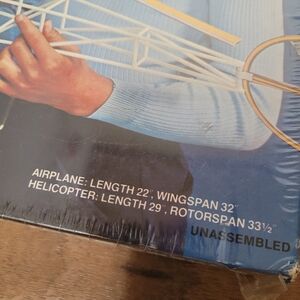 AIRPLANE: LENGTH 22", WINGSPAN 32"
HELICOPTER: LENGTH 29", ROTORSPAN 33½"
UNASSEMBLED